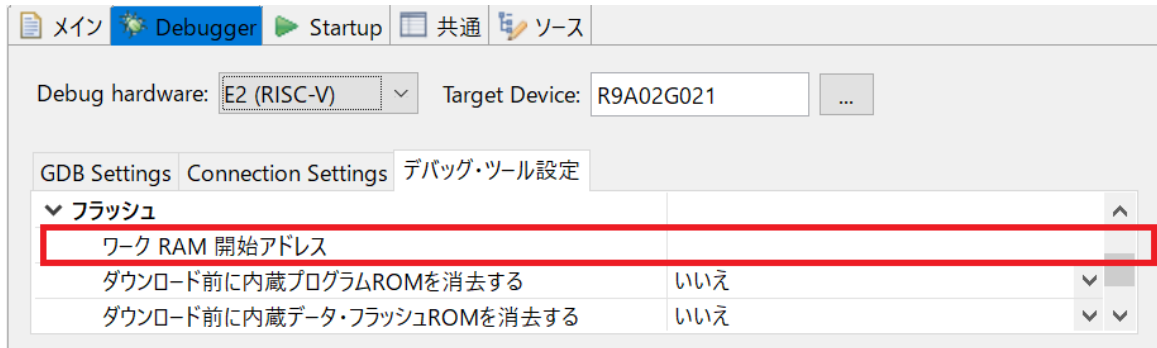 メイン Debugger Startup 共通 ソース
Debug hardware: E2 (RISC-V) Target Device: R9A02G021 ...
GDB Settings Connection Settings デバッグ・ツール設定
フラッシュ
ワーク RAM 開始アドレス
ダウンロード前に内蔵プログラムROMを消去する いいえ
ダウンロード前に内蔵データ・フラッシュROMを消去する いいえ